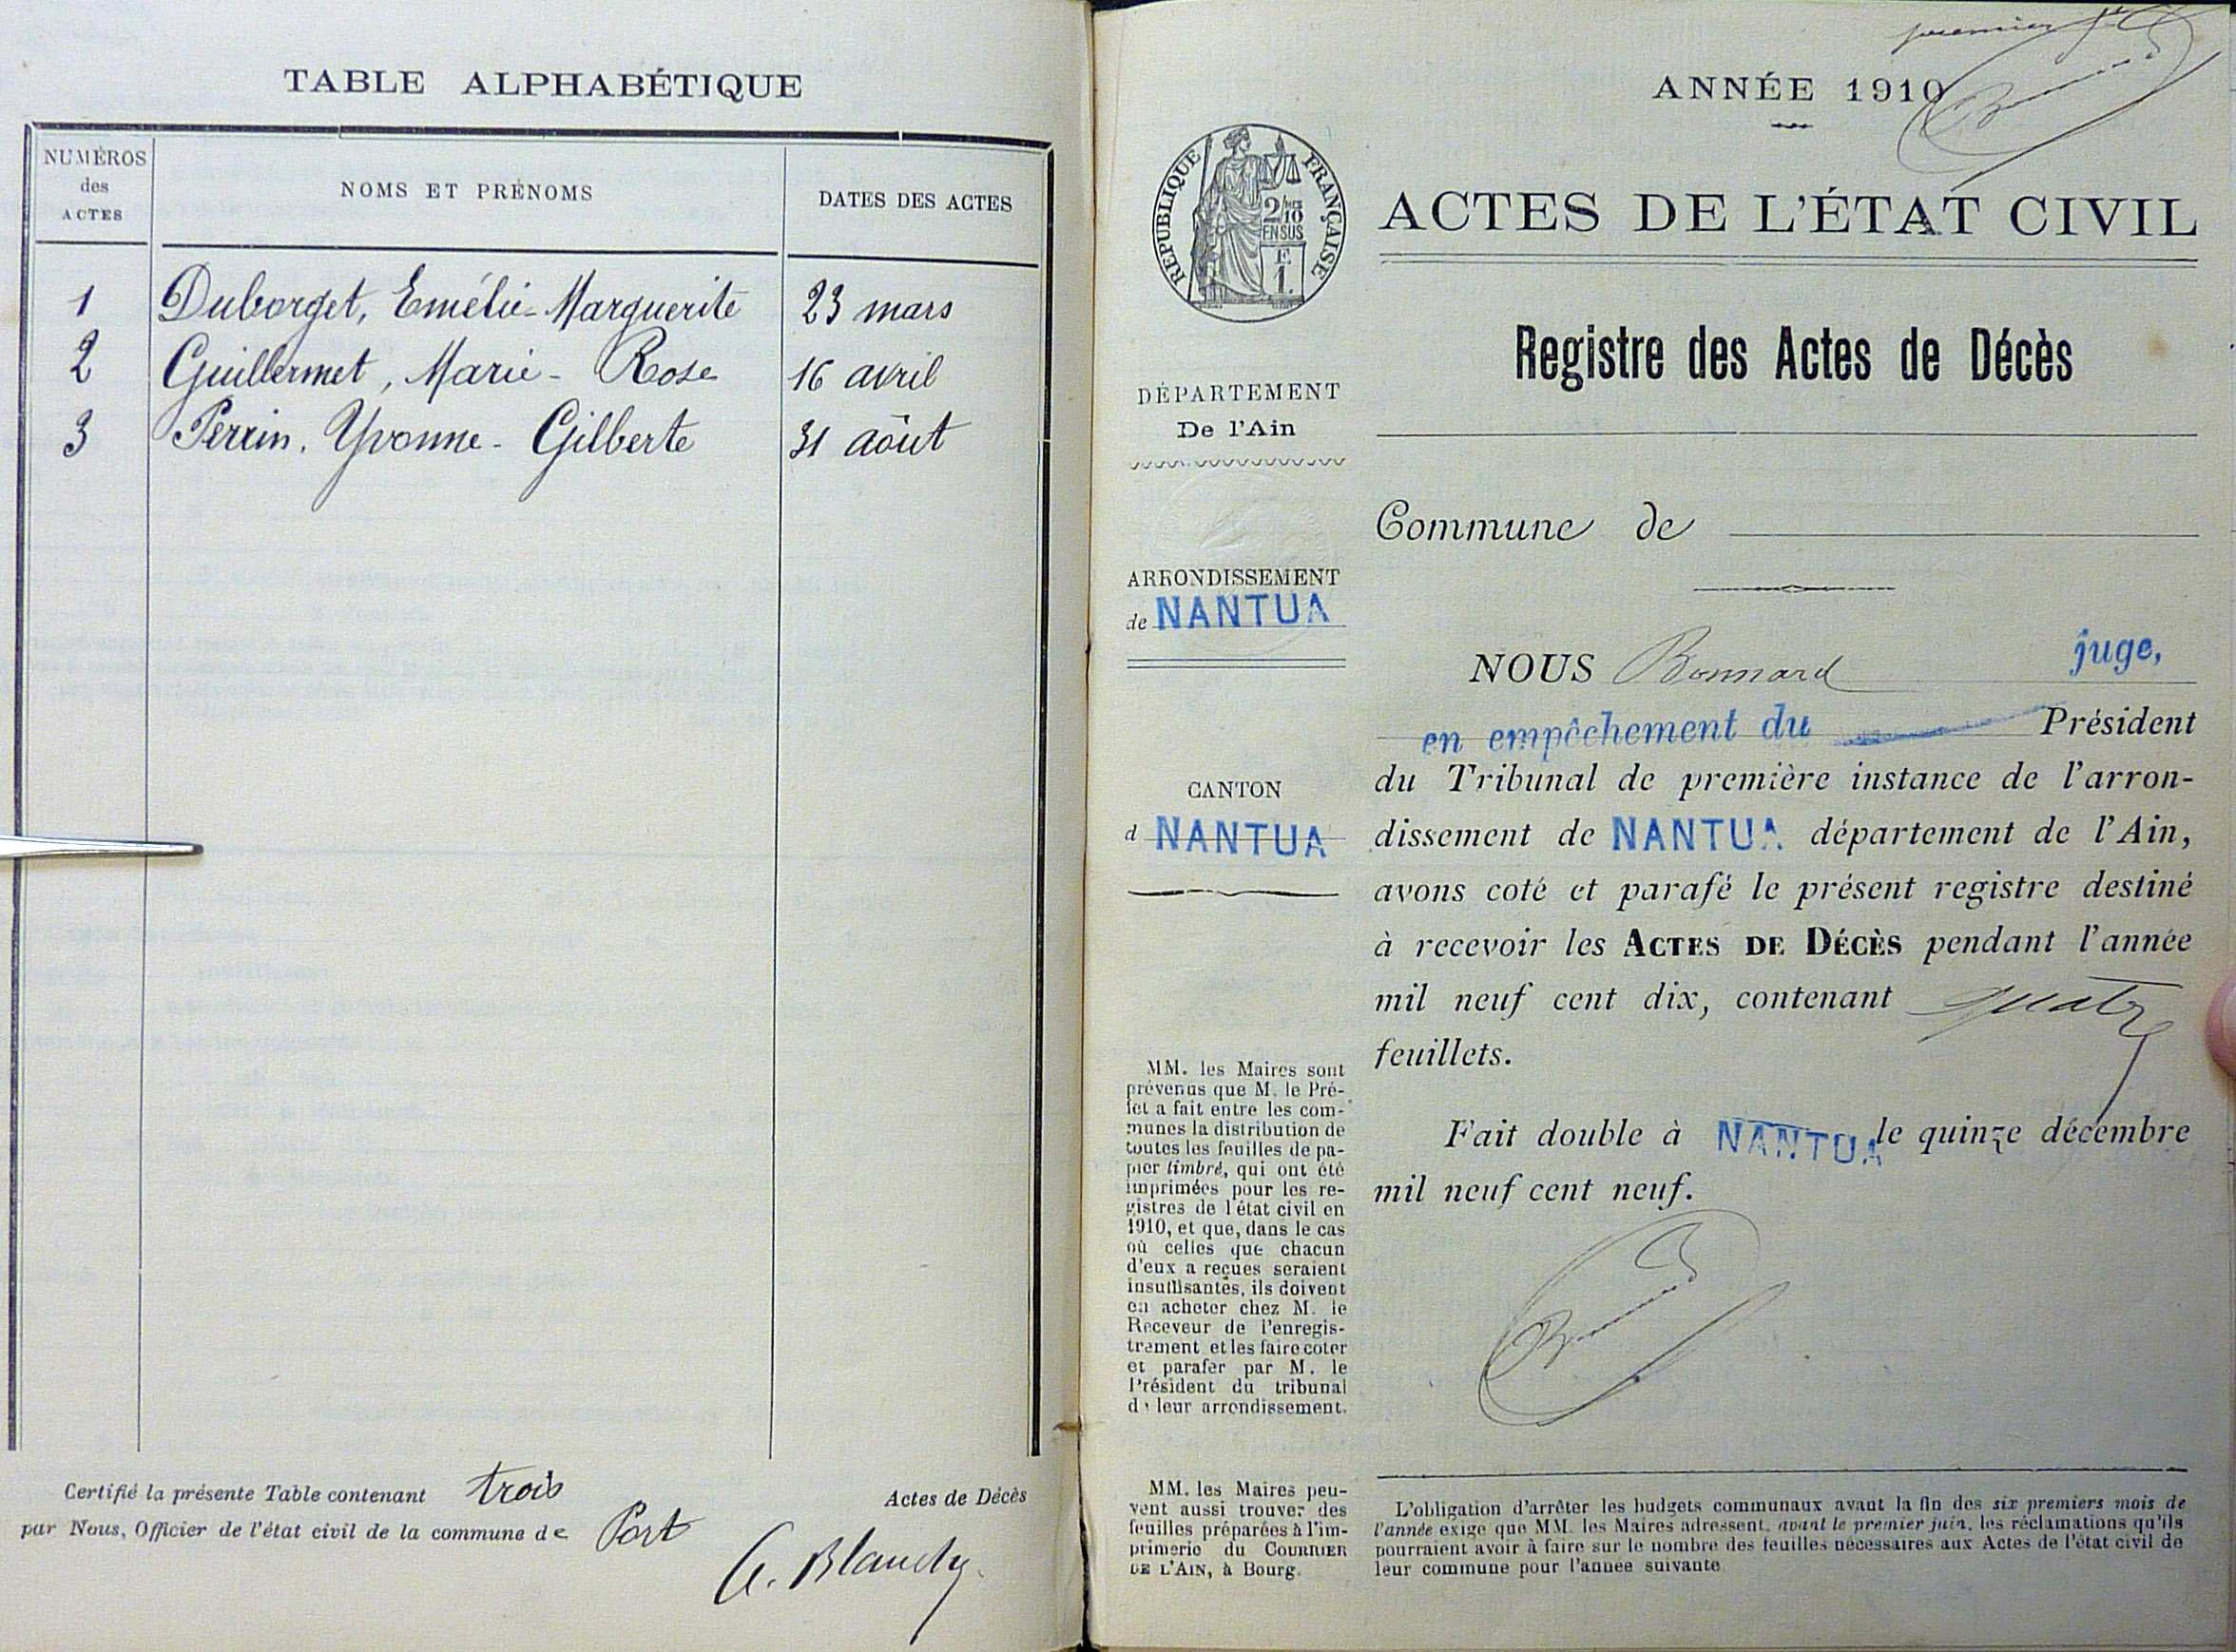 TABLE ALPHABÉTIQUE
NUMÉROS
des
ACTES
NOMS ET PRÉNOMS
DATES DES ACTES
1 Duborget, Emélie-Marguerite 23 mars
2 Guillermet, Marie-Rose 16 avril
3 Perrin, Yvonne-Gilberte 31 août
Certifié la présente Table contenant trois Actes de Décès
par Nous, Officier de l'état civil de la commune de Port
premier
ANNÉE 1910
RÉPUBLIQUE FRANÇAISE
2/10
EN SUS
F.
1.
ACTES DE L'ÉTAT CIVIL
Registre des Actes de Décès
DÉPARTEMENT
De l'Ain
ARRONDISSEMENT
de NANTUA
CANTON
d NANTUA
MM. les Maires sont
prévenus que M. le Pré-
fet a fait entre les com-
munes la distribution de
toutes les feuilles de pa-
pier timbré, qui ont été
imprimées pour les re-
gistres de l'état civil en
1910, et que, dans le cas
où celles que chacun
d'eux a reçues seraient
insuffisantes, ils doivent
en acheter chez M. le
Receveur de l'enregis-
trement et les faire coter
et parafer par M. le
Président du tribunal
de leur arrondissement.
MM. les Maires peu-
vent aussi trouver des
feuilles préparées à l'im-
primerie du COURRIER
DE L'AIN, à Bourg.
Commune de
NOUS Bonnard juge,
en empêchement du Président
du Tribunal de première instance de l'arron-
dissement de NANTUA département de l'Ain,
avons coté et parafé le présent registre destiné
à recevoir les ACTES DE DÉCÈS pendant l'année
mil neuf cent dix, contenant quatre
feuillets.
Fait double à NANTUA le quinze décembre
mil neuf cent neuf.
L'obligation d'arrêter les budgets communaux avant la fin des six premiers mois de
l'année exige que MM. les Maires adressent, avant le premier juin, les réclamations qu'ils
pourraient avoir à faire sur le nombre des feuilles nécessaires aux Actes de l'état civil de
leur commune pour l'année suivante